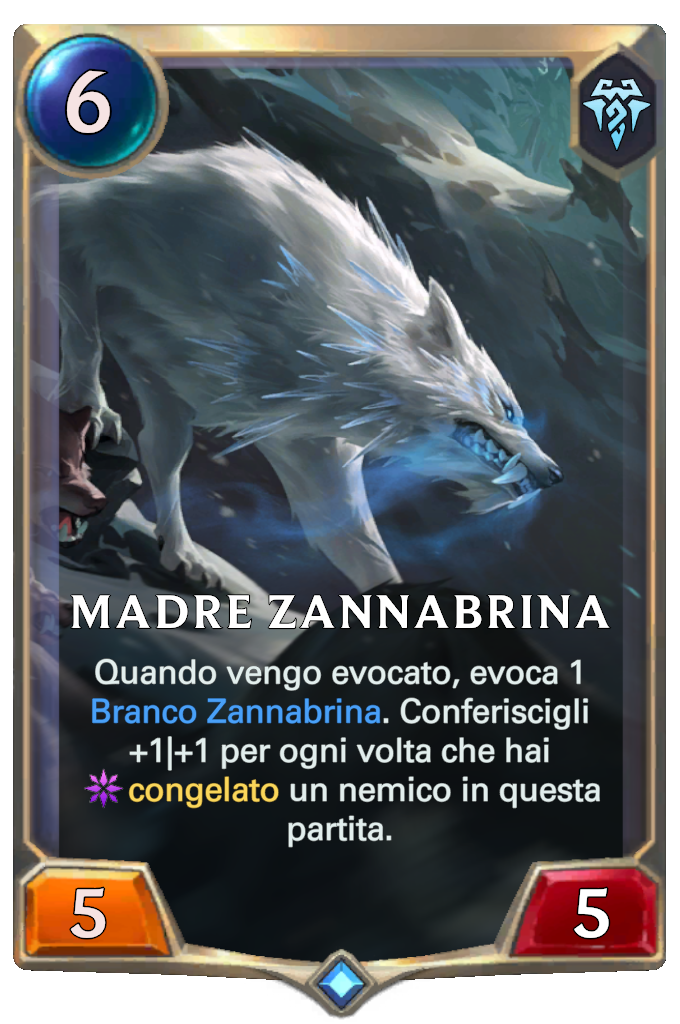 6
MADRE ZANNABRINA
Quando vengo evocato, evoca 1
Branco Zannabrina. Conferiscigli
+1|+1 per ogni volta che hai
congelato un nemico in questa
partita.
5
5